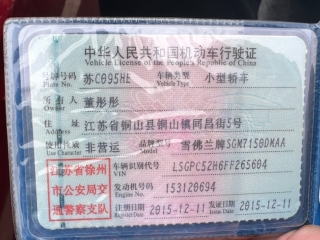 中华人民共和国机动车行驶证
Vehicle License of the People's Republic of China
号牌号码 苏C095HE 车辆类型 小型轿车
Plate No. Vehicle Type
所有人 董彤彤
Owner
住址 江苏省铜山县铜山镇同昌街5号
Address
使用性质 非营运 品牌型号 雪佛兰牌SGM7150DMAA
Use Character Model
江苏省徐州
市公安局交
通警察支队
车辆识别代号 LSGPC52H6FF265604
VIN
发动机号码 153120694
Engine No.
注册日期 2015-12-11 发证日期 2015-12-11
Register Date Issue Date